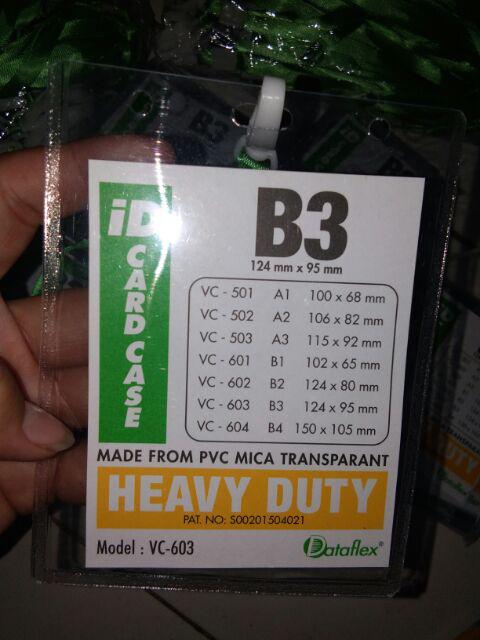 B3
iD
CARD CASE
B3
124 mm x 95 mm
VC - 501 A1 100 x 68 mm
VC - 502 A2 106 x 82 mm
VC - 503 A3 115 x 92 mm
VC - 601 B1 102 x 65 mm
VC - 602 B2 124 x 80 mm
VC - 603 B3 124 x 95 mm
VC - 604 B4 150 x 105 mm
MADE FROM PVC MICA TRANSPARANT
HEAVY DUTY
PAT. NO: S00201504021
Model : VC-603
Dataflex®
DUTY